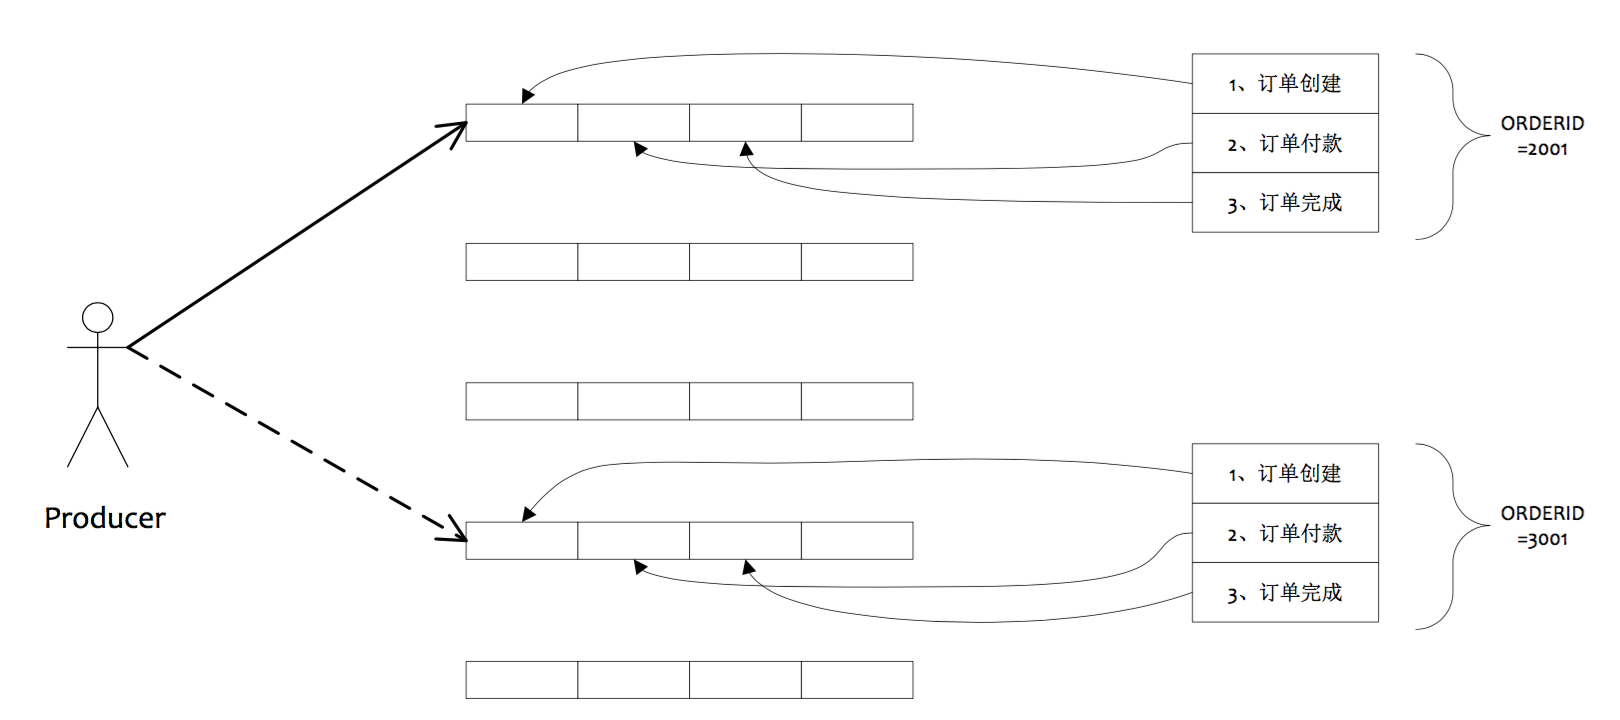 1、订单创建
2、订单付款
3、订单完成
ORDERID
=2001
Producer
1、订单创建
2、订单付款
3、订单完成
ORDERID
=3001